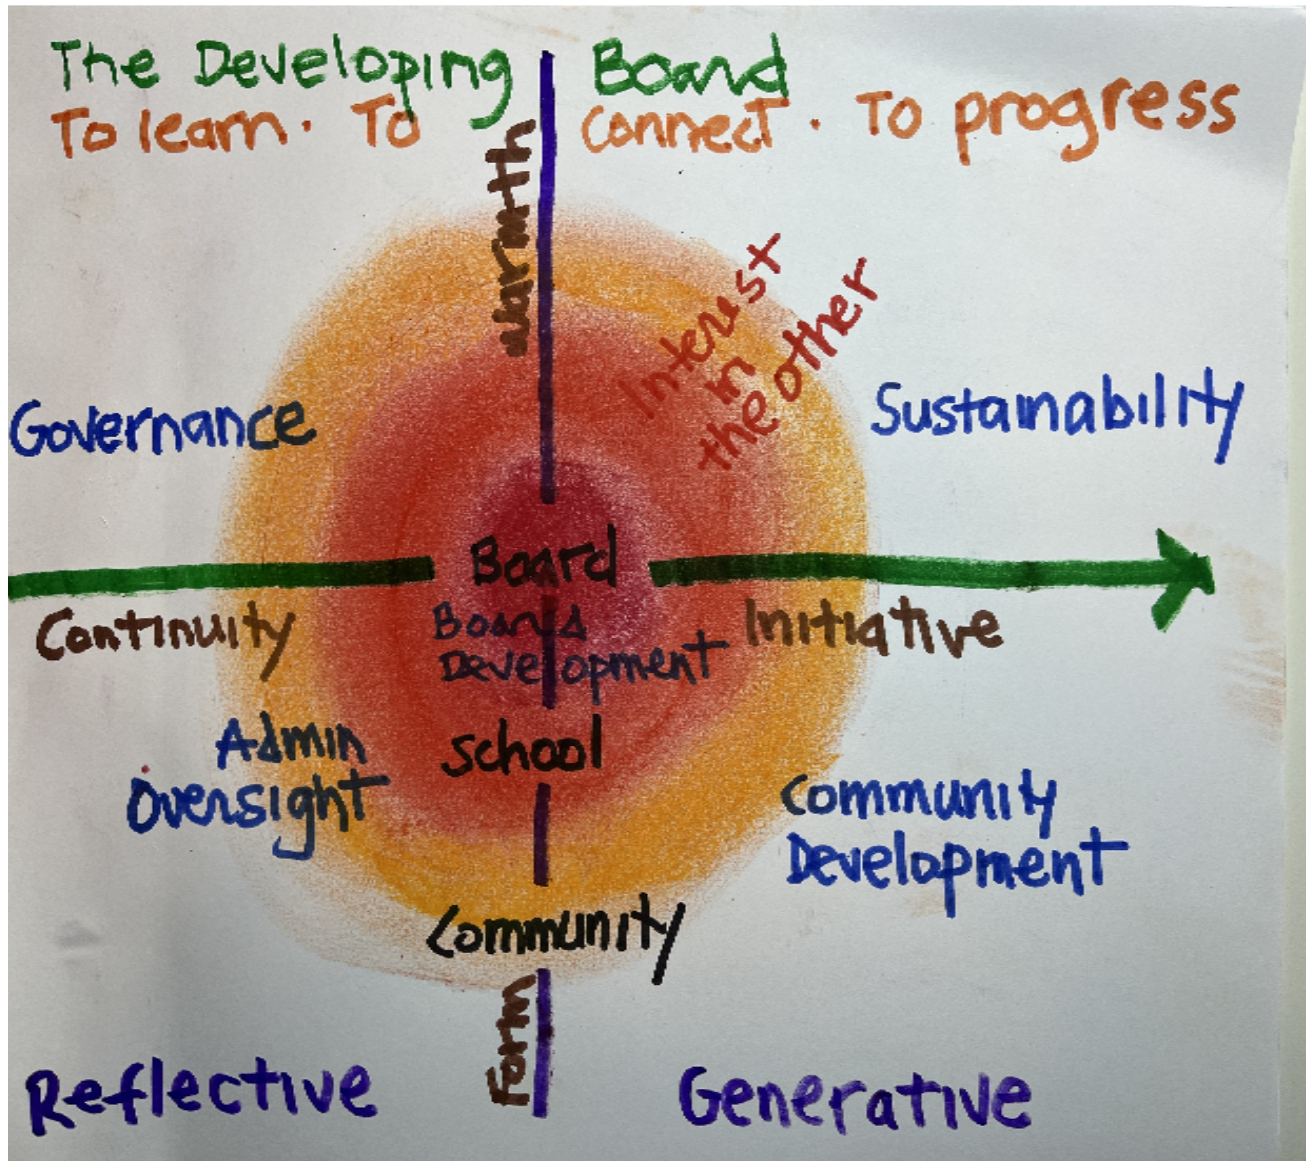 The Developing Board
To learn. To Connect. To progress
warmth
Interest
in
the other
Governance
Sustainability
Board
Continuity
Initiative
Board
Development
Admin
Oversight
school
Community
Development
Community
Form
Reflective
Generative